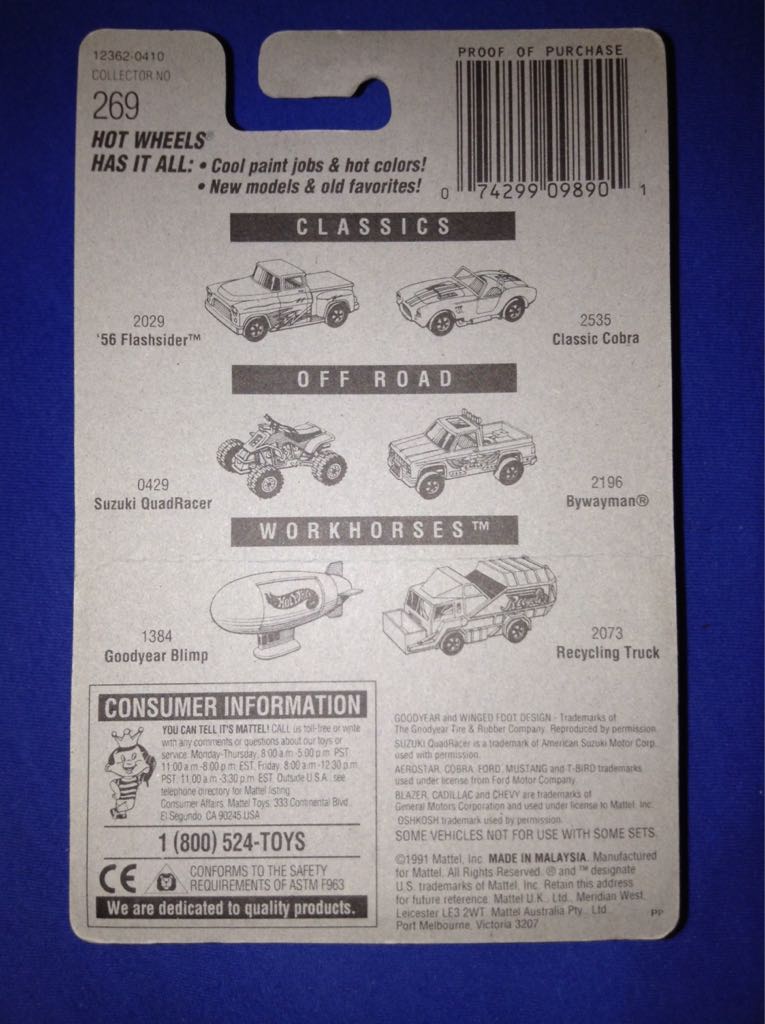 12362-0410
COLLECTOR NO
269
HOT WHEELS®
HAS IT ALL: • Cool paint jobs & hot colors!
• New models & old favorites!
PROOF OF PURCHASE
0 74299 09890 1
CLASSICS
2029
'56 Flashsider™
2535
Classic Cobra
OFF ROAD
0429
Suzuki QuadRacer
2196
Bywayman®
WORKHORSES™
Hot Wheels
1384
Goodyear Blimp
2073
Recycling Truck
CONSUMER INFORMATION
YOU CAN TELL IT'S MATTEL! CALL us toll-free or write
with any comments or questions about our toys or
service. Monday-Thursday, 8:00 a.m.-5:00 p.m. PST,
11:00 a.m.-8:00 p.m. EST, Friday, 8:00 a.m.-12:30 p.m.
PST, 11:00 a.m.-3:30 p.m. EST. Outside U.S.A. see
telephone directory for Mattel listing.
Consumer Affairs, Mattel Toys, 333 Continental Blvd.,
El Segundo, CA 90245 USA
1 (800) 524-TOYS
CE
CONFORMS TO THE SAFETY
REQUIREMENTS OF ASTM F963
We are dedicated to quality products.
GOODYEAR and WINGED FOOT DESIGN - Trademarks of
The Goodyear Tire & Rubber Company. Reproduced by permission.
SUZUKI QuadRacer is a trademark of American Suzuki Motor Corp.
used with permission.
AEROSTAR, COBRA, FORD, MUSTANG and T-BIRD trademarks
used under license from Ford Motor Company.
BLAZER, CADILLAC and CHEVY are trademarks of
General Motors Corporation and used under license to Mattel, Inc.
OSHKOSH trademark used by permission.
SOME VEHICLES NOT FOR USE WITH SOME SETS.
©1991 Mattel, Inc. MADE IN MALAYSIA. Manufactured
for Mattel. All Rights Reserved. ® and ™ designate
U.S. trademarks of Mattel, Inc. Retain this address
for future reference. Mattel U.K., Ltd., Meridian West,
Leicester LE3 2WT. Mattel Australia Pty., Ltd.,
Port Melbourne, Victoria 3207
PP